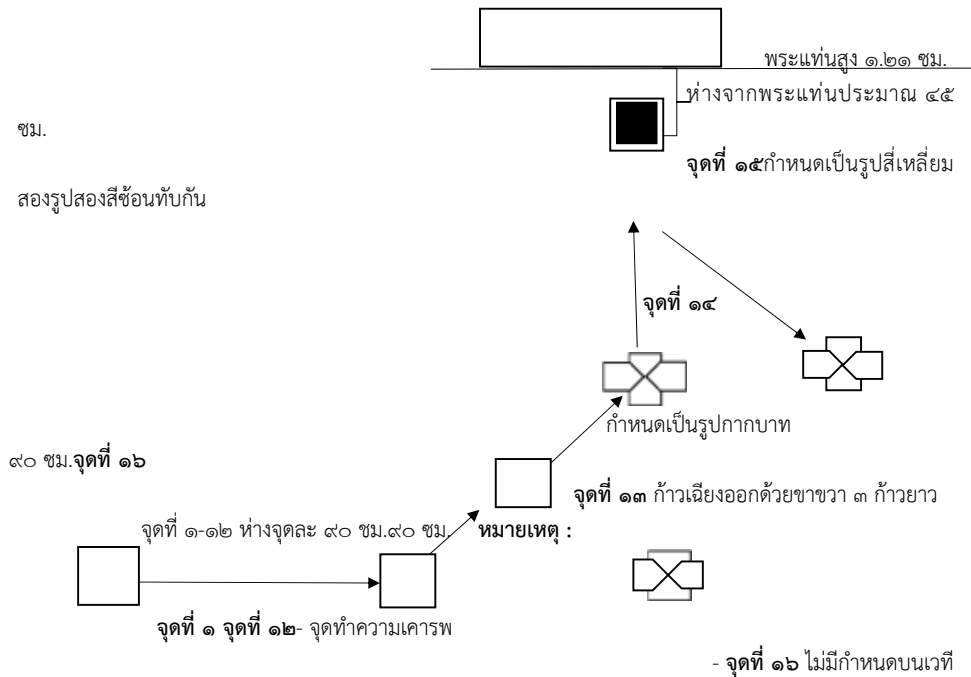 พระแท่นสูง ๑.๒๑ ซม.
ห่างจากพระแท่นประมาณ ๔๕
ซม.
จุดที่ ๑๕กำหนดเป็นรูปสี่เหลี่ยม
สองรูปสองสีซ้อนทับกัน
จุดที่ ๑๔
กำหนดเป็นรูปกากบาท
๙๐ ซม.จุดที่ ๑๖
จุดที่ ๑๓ ก้าวเฉียงออกด้วยขาขวา ๓ ก้าวยาว
จุดที่ ๑-๑๒ ห่างจุดละ ๙๐ ชม.๙๐ ซม. หมายเหตุ :
จุดที่ ๑ จุดที่ ๑๒- จุดทำความเคารพ
- จุดที่ ๑๖ ไม่มีกำหนดบนเวที